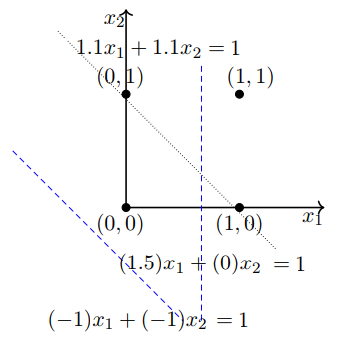 x₂
1.1x₁ + 1.1x₂ = 1
(0, 1) (1, 1)
(0, 0) (1, 0) x₁
(1.5)x₁ + (0)x₂ = 1
(−1)x₁ + (−1)x₂ = 1